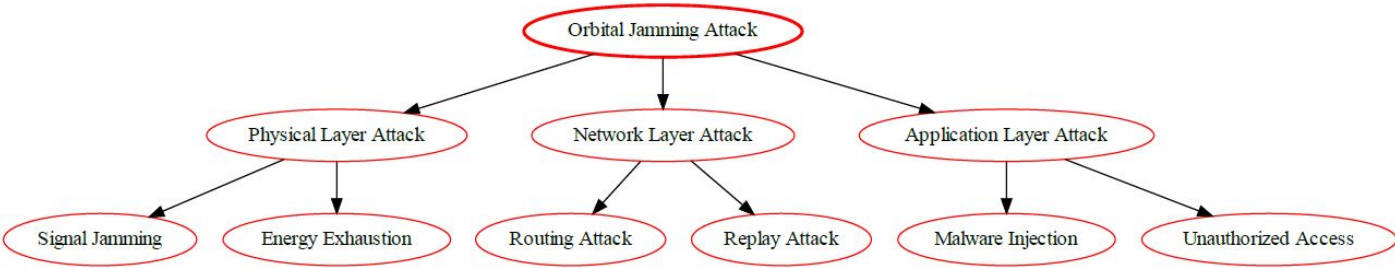 Orbital Jamming Attack
Physical Layer Attack
Network Layer Attack
Application Layer Attack
Signal Jamming
Energy Exhaustion
Routing Attack
Replay Attack
Malware Injection
Unauthorized Access